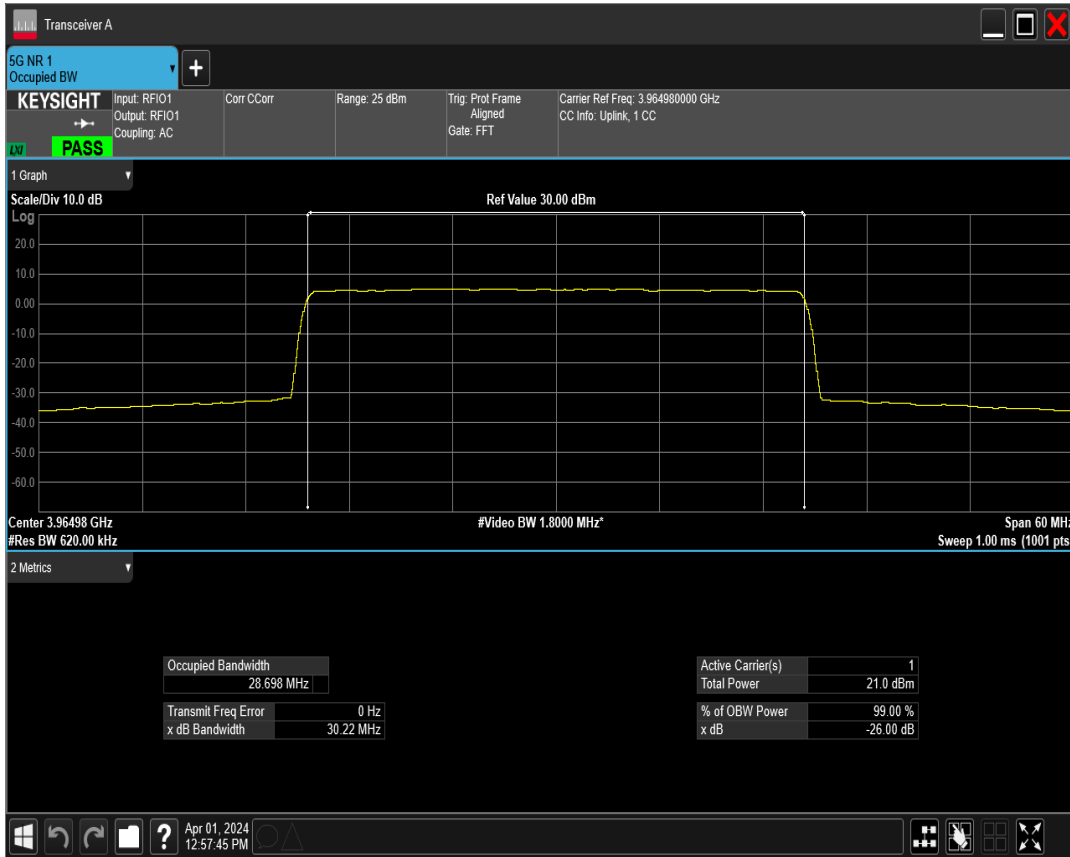 Transceiver A
5G NR 1
Occupied BW
+
KEYSIGHT
Input: RFIO1
Output: RFIO1
Coupling: AC
LXI
PASS
Corr CCorr
Range: 25 dBm
Trig: Prot Frame
Aligned
Gate: FFT
Carrier Ref Freq: 3.964980000 GHz
CC Info: Uplink, 1 CC
1 Graph
Scale/Div 10.0 dB
Ref Value 30.00 dBm
Log
20.0
10.0
0.00
-10.0
-20.0
-30.0
-40.0
-50.0
-60.0
Center 3.96498 GHz
#Video BW 1.8000 MHz*
Span 60 MHz
#Res BW 620.00 kHz
Sweep 1.00 ms (1001 pts
2 Metrics
Occupied Bandwidth
28.698 MHz
Transmit Freq Error 0 Hz
x dB Bandwidth 30.22 MHz
Active Carrier(s) 1
Total Power 21.0 dBm
% of OBW Power 99.00 %
x dB -26.00 dB
?
Apr 01, 2024
12:57:45 PM